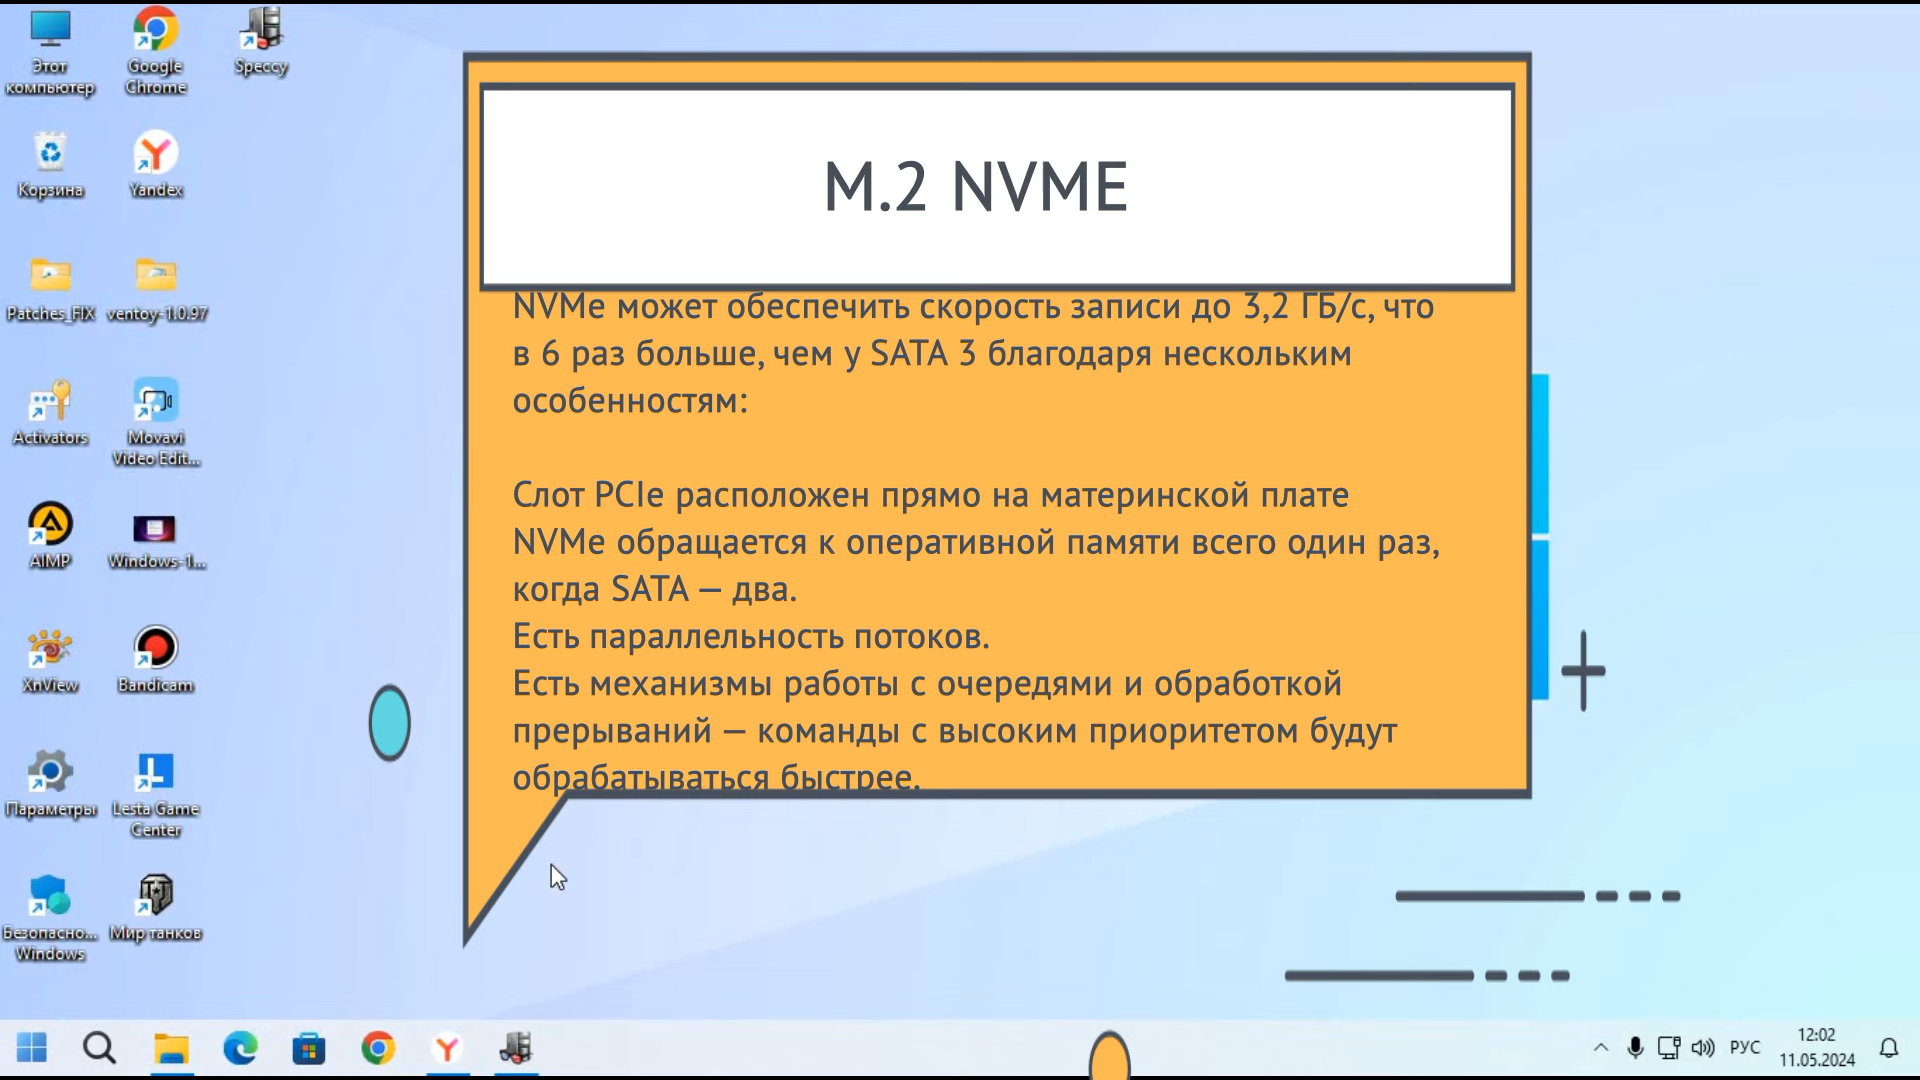 Этот
компьютер
Google
Chrome
Speccy
Корзина
Yandex
Patches_FIX
ventoy-1.0.97
Activators
Movavi
Video Edit...
AIMP
Windows-1...
XnView
Bandicam
Параметры
Lesta Game
Center
Безопасно...
Windows
Мир танков
M.2 NVME
NVMe может обеспечить скорость записи до 3,2 ГБ/с, что
в 6 раз больше, чем у SATA 3 благодаря нескольким
особенностям:
Слот PCIe расположен прямо на материнской плате
NVMe обращается к оперативной памяти всего один раз,
когда SATA — два.
Есть параллельность потоков.
Есть механизмы работы с очередями и обработкой
прерываний — команды с высоким приоритетом будут
обрабатываться быстрее.
РУС
12:02
11.05.2024